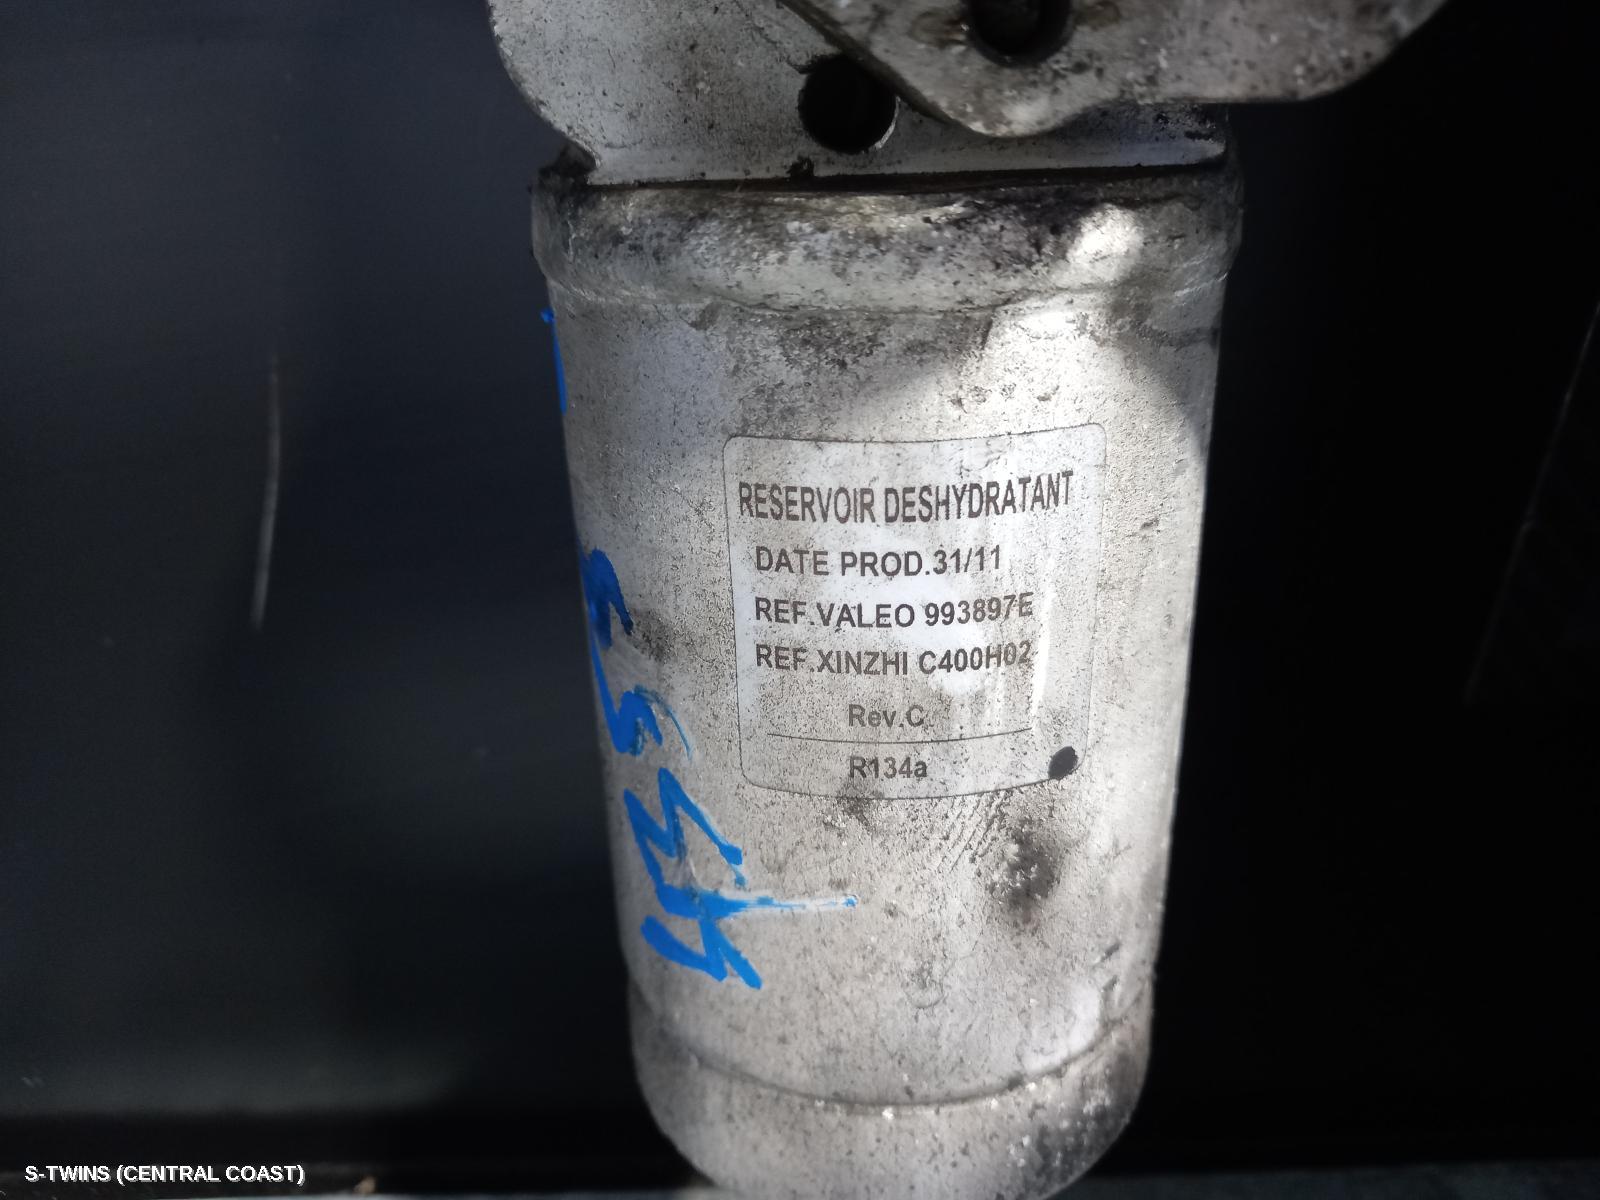 RESERVOIR DESHYDRATANT
DATE PROD.31/11
REF.VALEO 993897E
REF.XINZHI C400H02
Rev.C
R134a
S-TWINS (CENTRAL COAST)